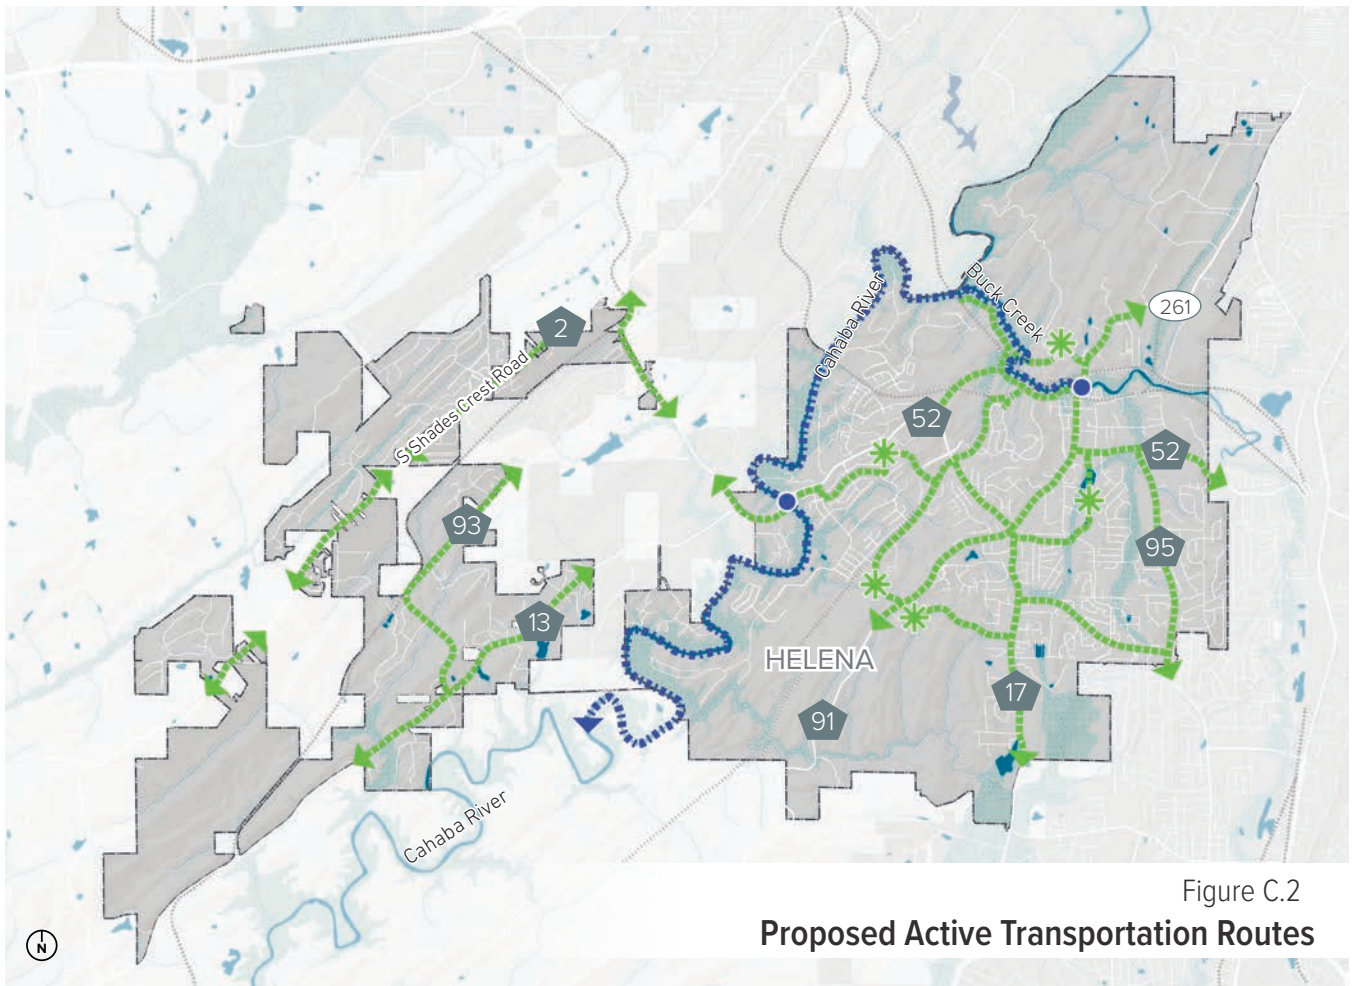 261
Buck Creek
Cahaba River
2
S Shades Crest Road
52
52
93
95
13
HELENA
17
91
Cahaba River
Figure C.2
Proposed Active Transportation Routes
N